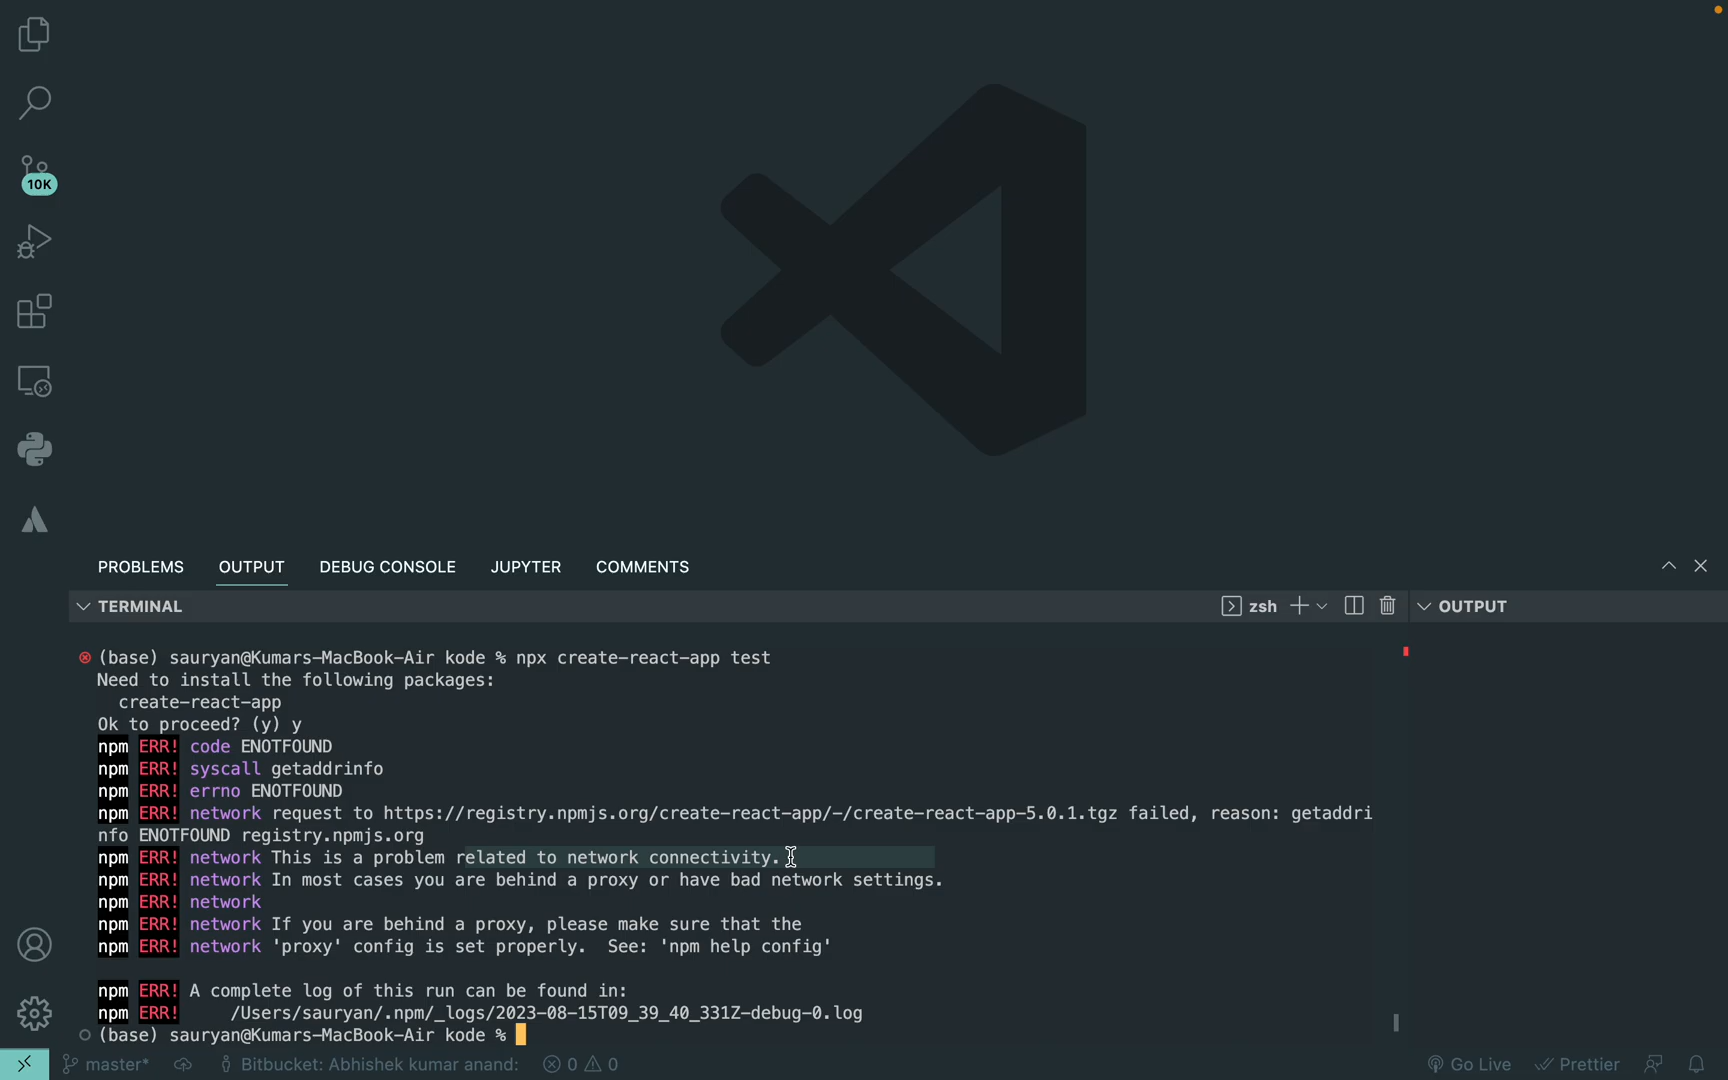 10K
PROBLEMS OUTPUT DEBUG CONSOLE JUPYTER COMMENTS
TERMINAL zsh OUTPUT
(base) sauryan@Kumars-MacBook-Air kode % npx create-react-app test
Need to install the following packages:
create-react-app
Ok to proceed? (y) y
npm ERR! code ENOTFOUND
npm ERR! syscall getaddrinfo
npm ERR! errno ENOTFOUND
npm ERR! network request to https://registry.npmjs.org/create-react-app/-/create-react-app-5.0.1.tgz failed, reason: getaddri
nfo ENOTFOUND registry.npmjs.org
npm ERR! network This is a problem related to network connectivity.
npm ERR! network In most cases you are behind a proxy or have bad network settings.
npm ERR! network
npm ERR! network If you are behind a proxy, please make sure that the
npm ERR! network 'proxy' config is set properly.  See: 'npm help config'
npm ERR! A complete log of this run can be found in:
npm ERR!     /Users/sauryan/.npm/_logs/2023-08-15T09_39_40_331Z-debug-0.log
(base) sauryan@Kumars-MacBook-Air kode %
master* Bitbucket: Abhishek kumar anand: 0 0 Go Live Prettier